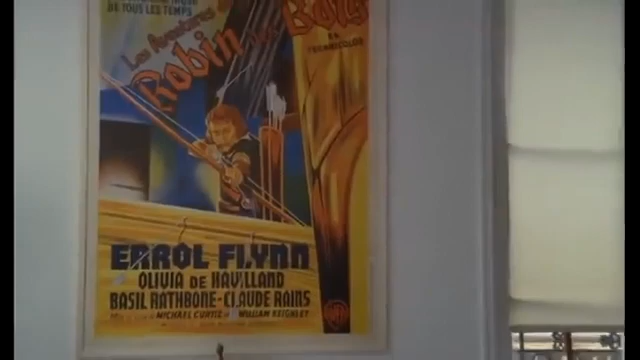 DE TOUS LES TEMPS
Les Aventures
Robin des Bois
EN
TECHNICOLOR
ERROL FLYNN
OLIVIA DE HAVILLAND
BASIL RATHBONE-CLAUDE RAINS
MICHAEL CURTIZ WILLIAM KEIGHLEY